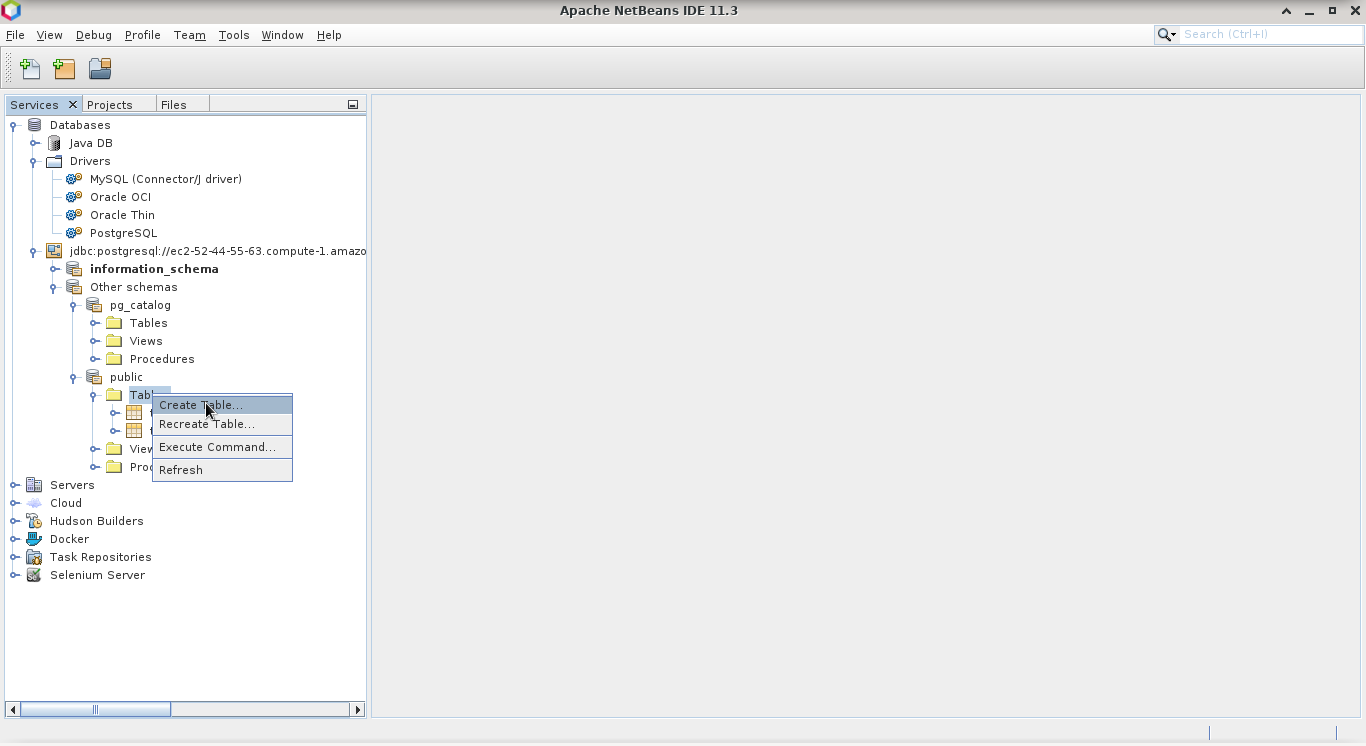 Apache NetBeans IDE 11.3
File View Debug Profile Team Tools Window Help
Search (Ctrl+I)
Services Projects Files
Databases
Java DB
Drivers
MySQL (Connector/J driver)
Oracle OCI
Oracle Thin
PostgreSQL
jdbc:postgresql://ec2-52-44-55-63.compute-1.amazo
information_schema
Other schemas
pg_catalog
Tables
Views
Procedures
public
Create Table...
Recreate Table...
Execute Command...
Refresh
Servers
Cloud
Hudson Builders
Docker
Task Repositories
Selenium Server